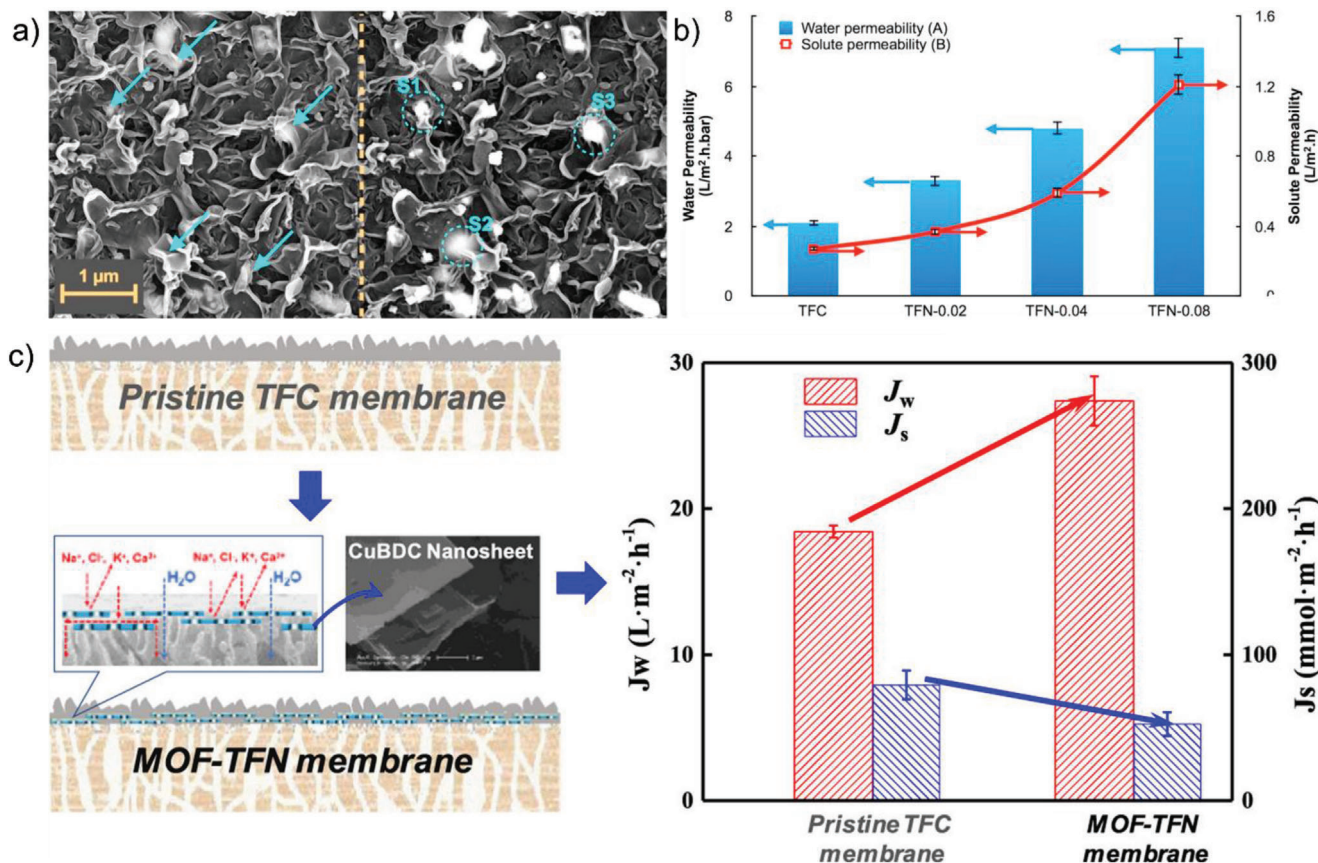 a)
S1
S3
S2
1 µm
b)
Water permeability (A)
Solute permeability (B)
Water Permeability
(L/m².h.bar)
8
6
4
2
0
Solute Permeability
(L/m².h)
1.6
1.2
0.8
0.4
TFC
TFN-0.02
TFN-0.04
TFN-0.08
c)
Pristine TFC membrane
Na⁺, Cl⁻, K⁺, Ca²⁺
Na⁺, Cl⁻, K⁺, Ca²⁺
H₂O
H₂O
CuBDC Nanosheet
MOF-TFN membrane
Jw
Js
Jw (L·m⁻²·h⁻¹)
30
20
10
0
Js (mmol·m⁻²·h⁻¹)
300
200
100
0
Pristine TFC
membrane
MOF-TFN
membrane